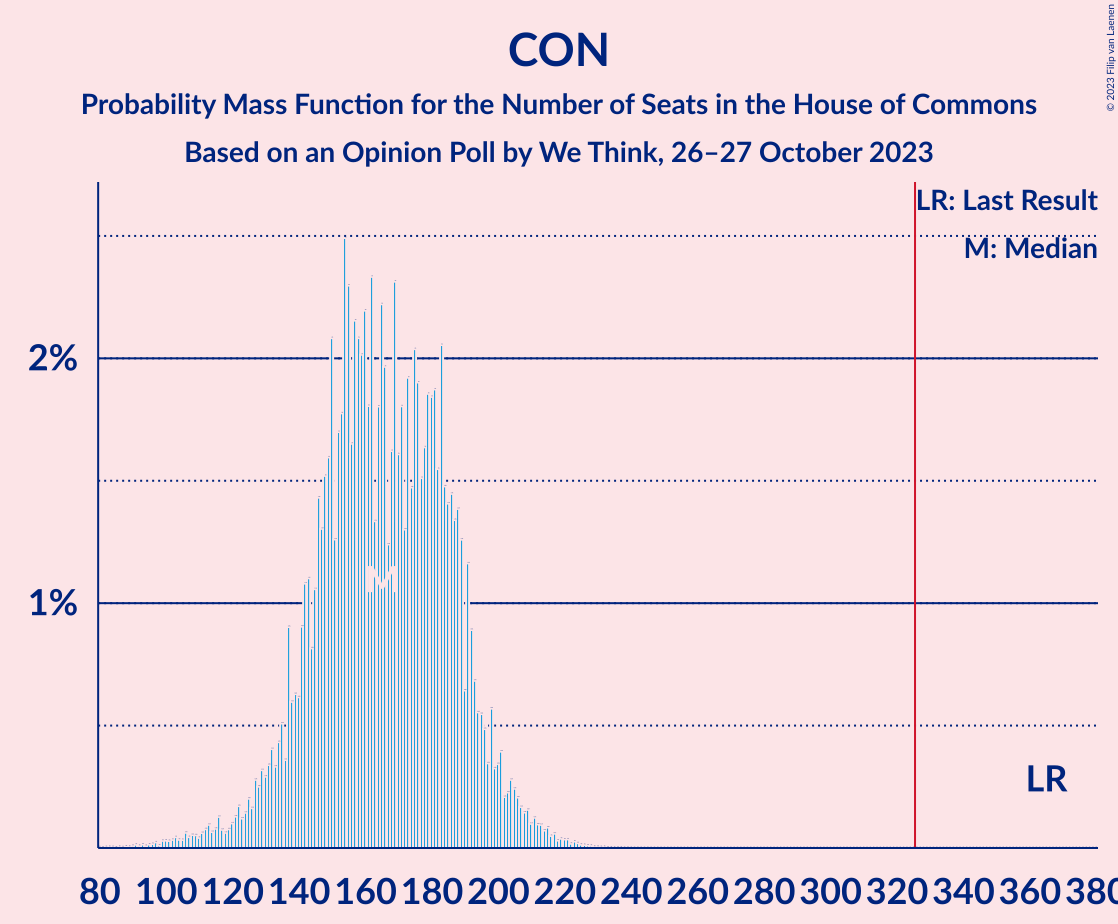 CON
Probability Mass Function for the Number of Seats in the House of Commons
Based on an Opinion Poll by We Think, 26–27 October 2023
© 2023 Filip van Laenen
LR: Last Result
M: Median
2%
1%
M
LR
80 100 120 140 160 180 200 220 240 260 280 300 320 340 360 380